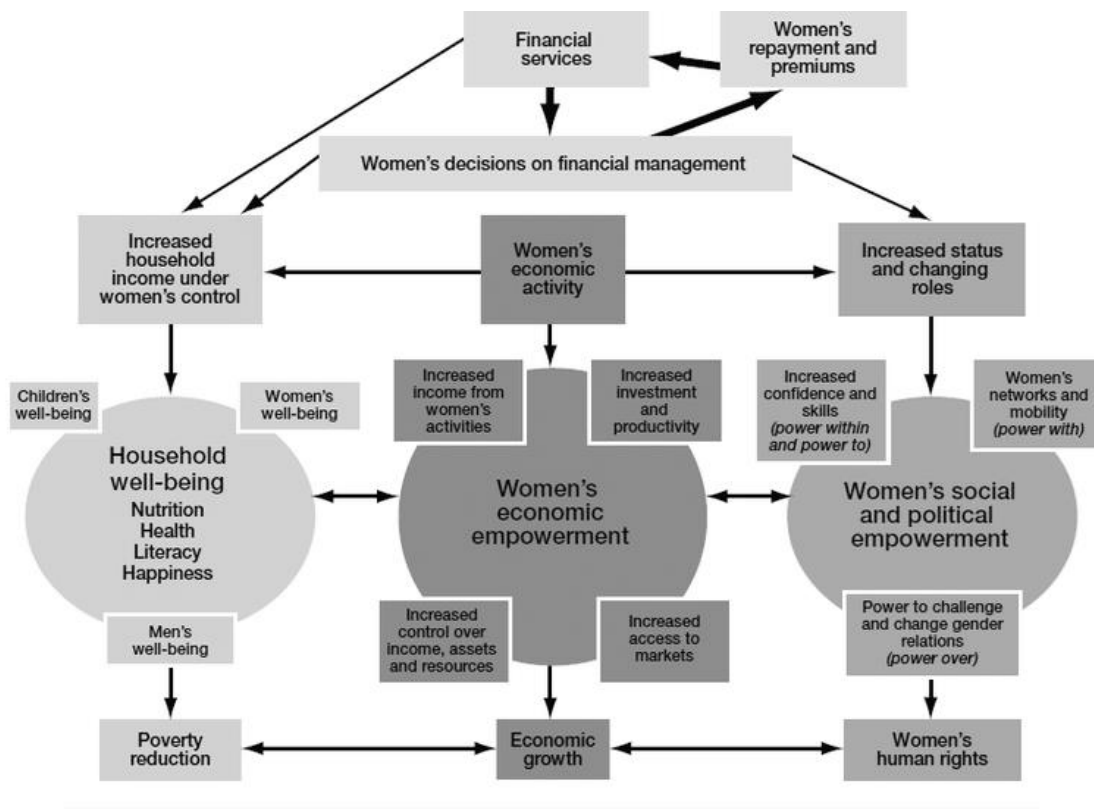 Financial
services
Women's
repayment and
premiums
Women's decisions on financial management
Increased
household
income under
women's control
Women's
economic
activity
Increased status
and changing
roles
Children's
well-being
Women's
well-being
Household
well-being
Nutrition
Health
Literacy
Happiness
Men's
well-being
Increased
income from
women's
activities
Increased
investment
and
productivity
Women's
economic
empowerment
Increased
control over
income, assets
and resources
Increased
access to
markets
Increased
confidence and
skills
(power within
and power to)
Women's
networks and
mobility
(power with)
Women's social
and political
empowerment
Power to challenge
and change gender
relations
(power over)
Poverty
reduction
Economic
growth
Women's
human rights